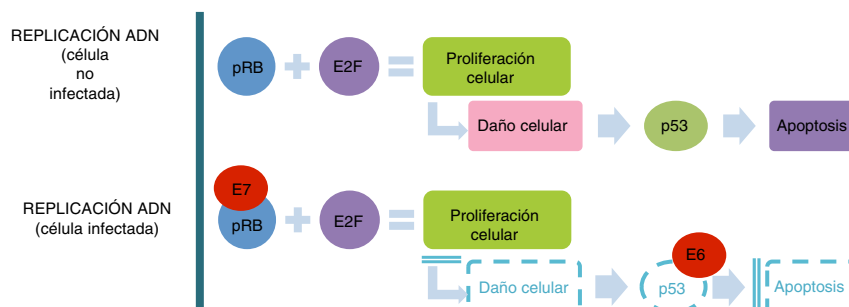 REPLICACIÓN ADN
(célula
no
infectada)
pRB
E2F
Proliferación
celular
Daño celular
p53
Apoptosis
REPLICACIÓN ADN
(célula infectada)
E7
pRB
E2F
Proliferación
celular
Daño celular
p53
E6
Apoptosis